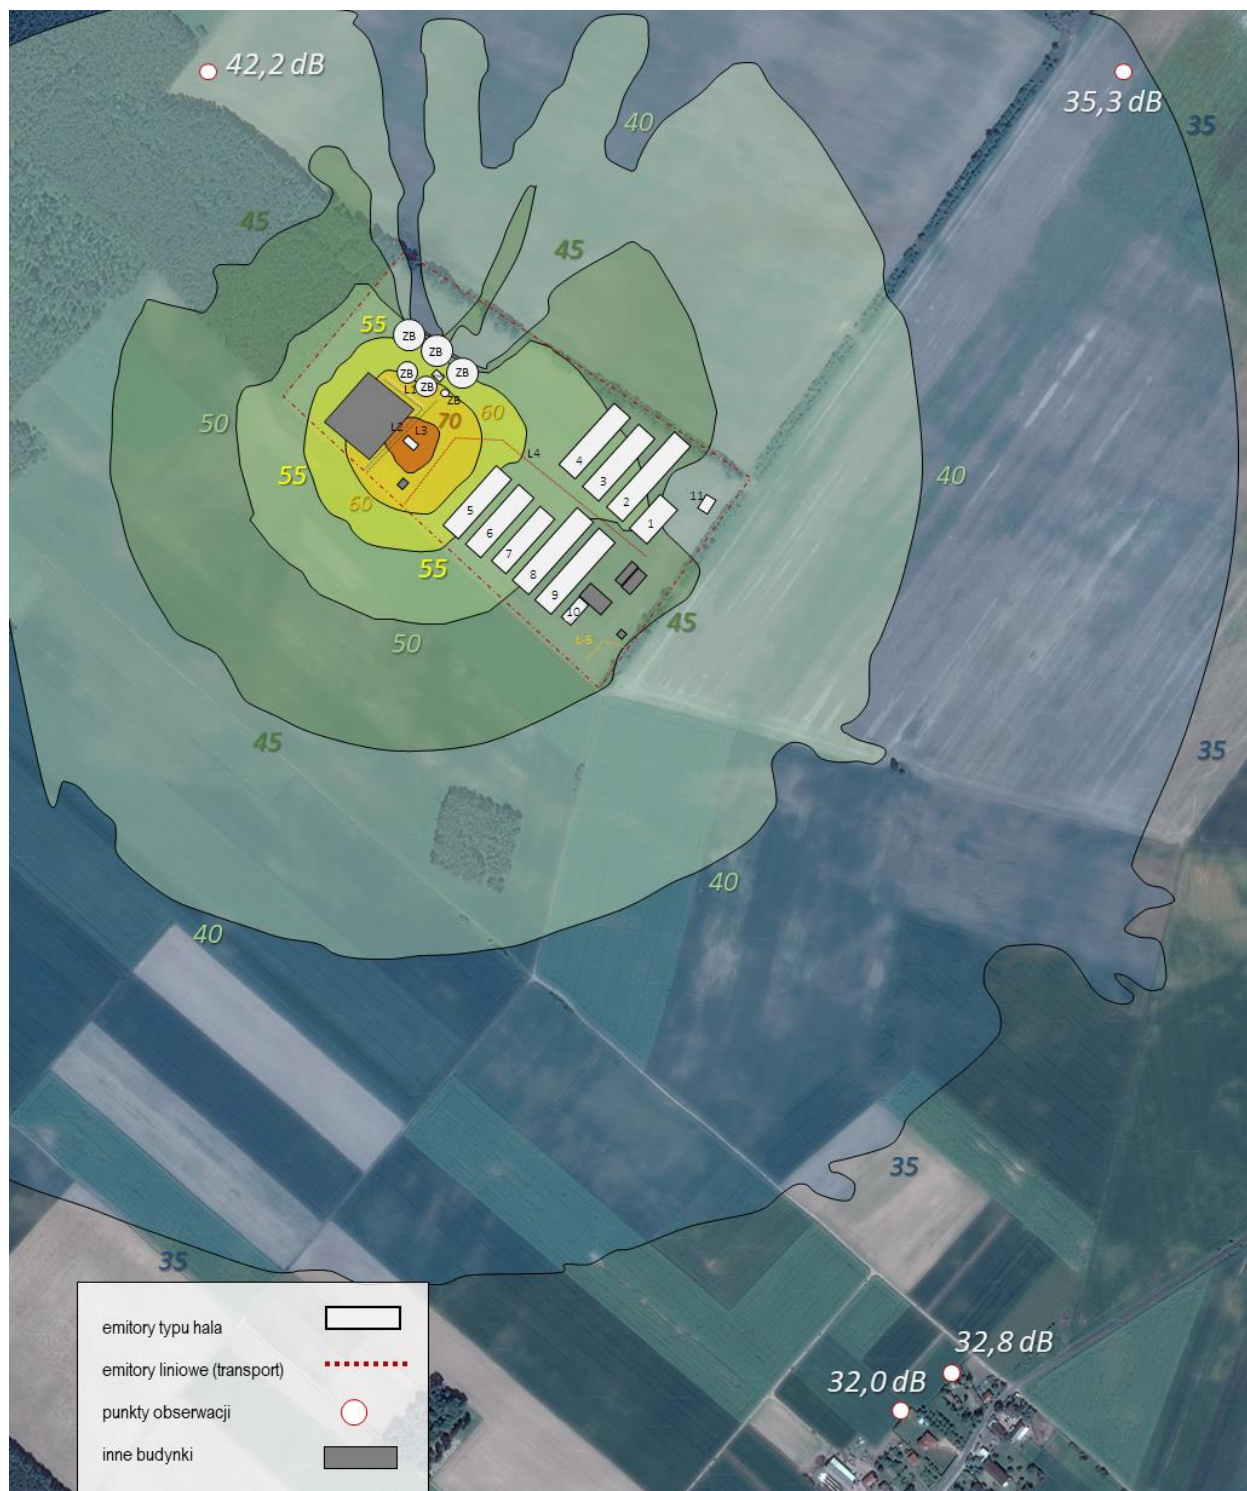 42,2 dB
35,3 dB
40
35
45
45
55
ZB
ZB
ZB
ZB
ZB
L1
ZB
60
70
50
L2
L3
L4
4
3
2
11
1
55
60
5
6
7
8
9
10
55
40
45
L-5
50
45
35
40
40
35
35
emitory typu hala
emitory liniowe (transport)
punkty obserwacji
inne budynki
32,8 dB
32,0 dB